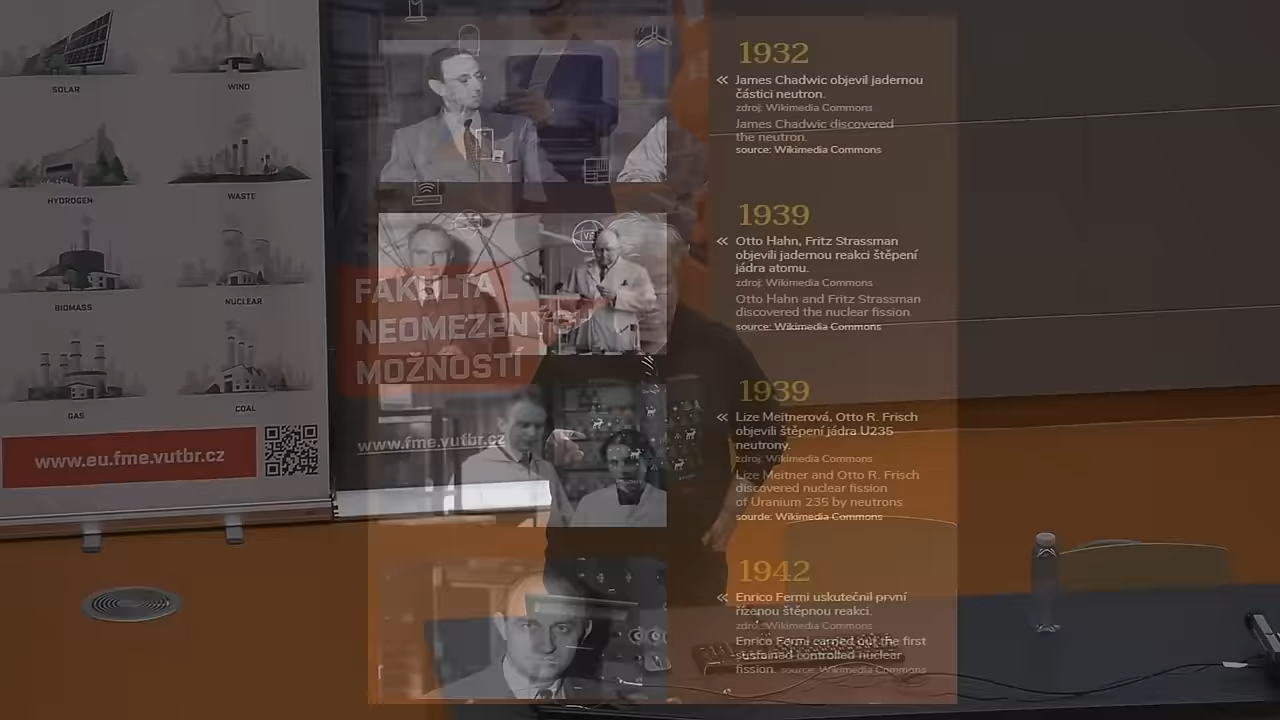 SOLAR
WIND
HYDROGEN
WASTE
BIOMASS
NUCLEAR
GAS
COAL
www.eu.fme.vutbr.cz
FAKULTA
NEOMEZENÝCH
MOŽNOSTÍ
www.fme.vutbr.cz
VR
1932
« James Chadwic objevil jadernou
částici neutron.
zdroj: Wikimedia Commons
James Chadwic discovered
the neutron.
source: Wikimedia Commons
1939
« Otto Hahn, Fritz Strassman
objevili jadernou reakci štěpení
jádra atomu.
zdroj: Wikimedia Commons
Otto Hahn and Fritz Strassman
discovered the nuclear fission.
source: Wikimedia Commons
1939
« Lize Meitnerová, Otto R. Frisch
objevili štěpení jádra U235
neutrony.
zdroj: Wikimedia Commons
Lize Meitner and Otto R. Frisch
discovered nuclear fission
of Uranium 235 by neutrons
sourde: Wikimedia Commons
1942
« Enrico Fermi uskutečnil první
řízenou štěpnou reakci.
zdroj: Wikimedia Commons
Enrico Fermi carried out the first
sustained controlled nuclear
fission. source: Wikimedia Commons